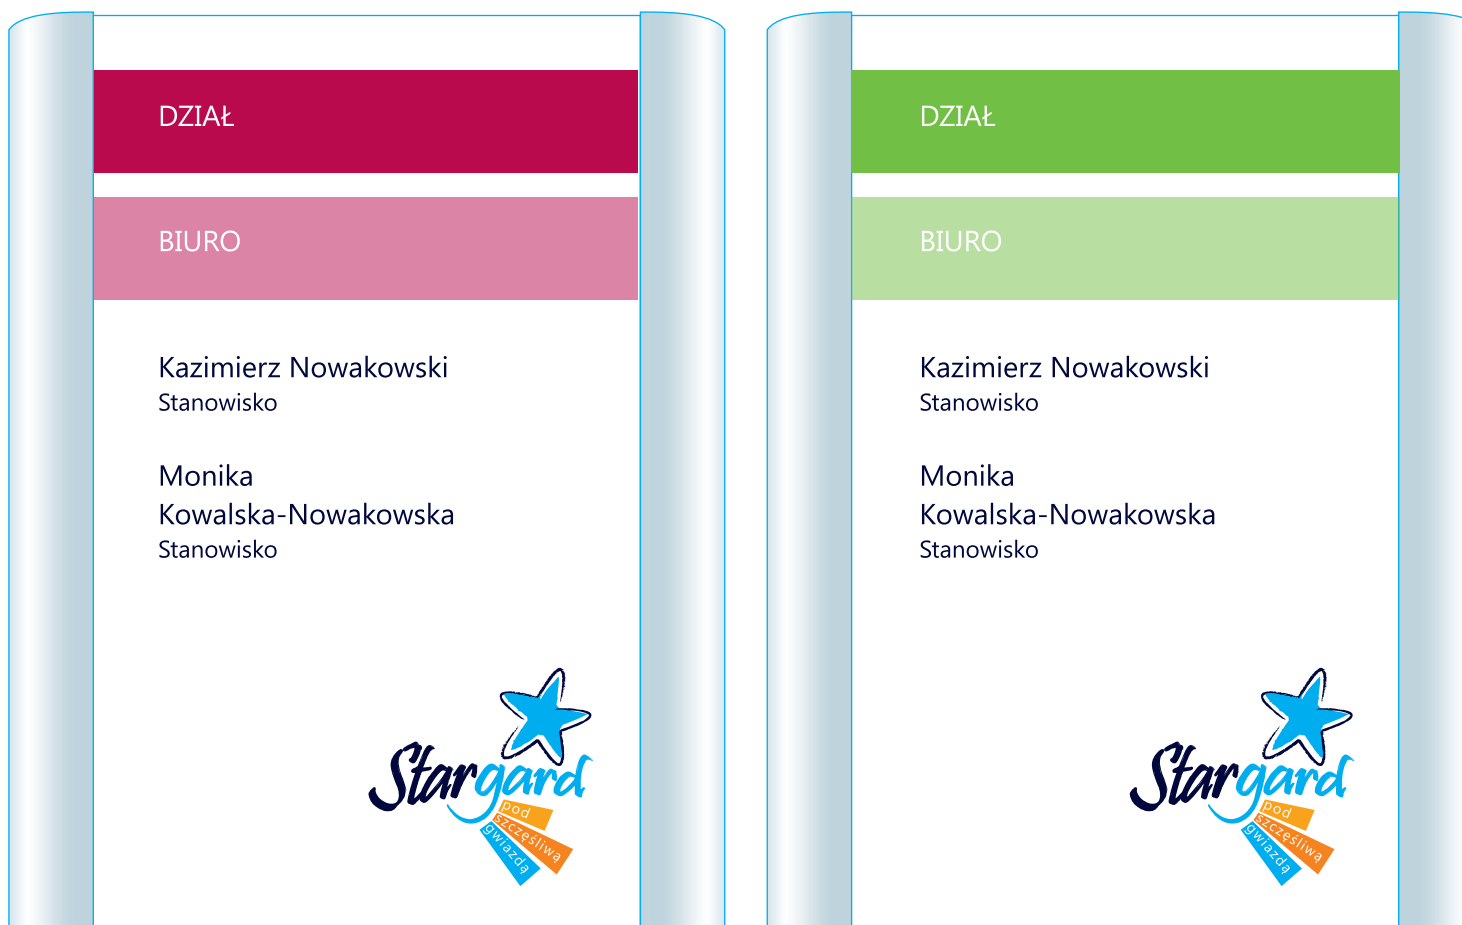 DZIAŁ
BIURO
Kazimierz Nowakowski
Stanowisko
Monika
Kowalska-Nowakowska
Stanowisko
Stargard
pod
szczęśliwą
gwiazdą
DZIAŁ
BIURO
Kazimierz Nowakowski
Stanowisko
Monika
Kowalska-Nowakowska
Stanowisko
Stargard
pod
szczęśliwą
gwiazdą